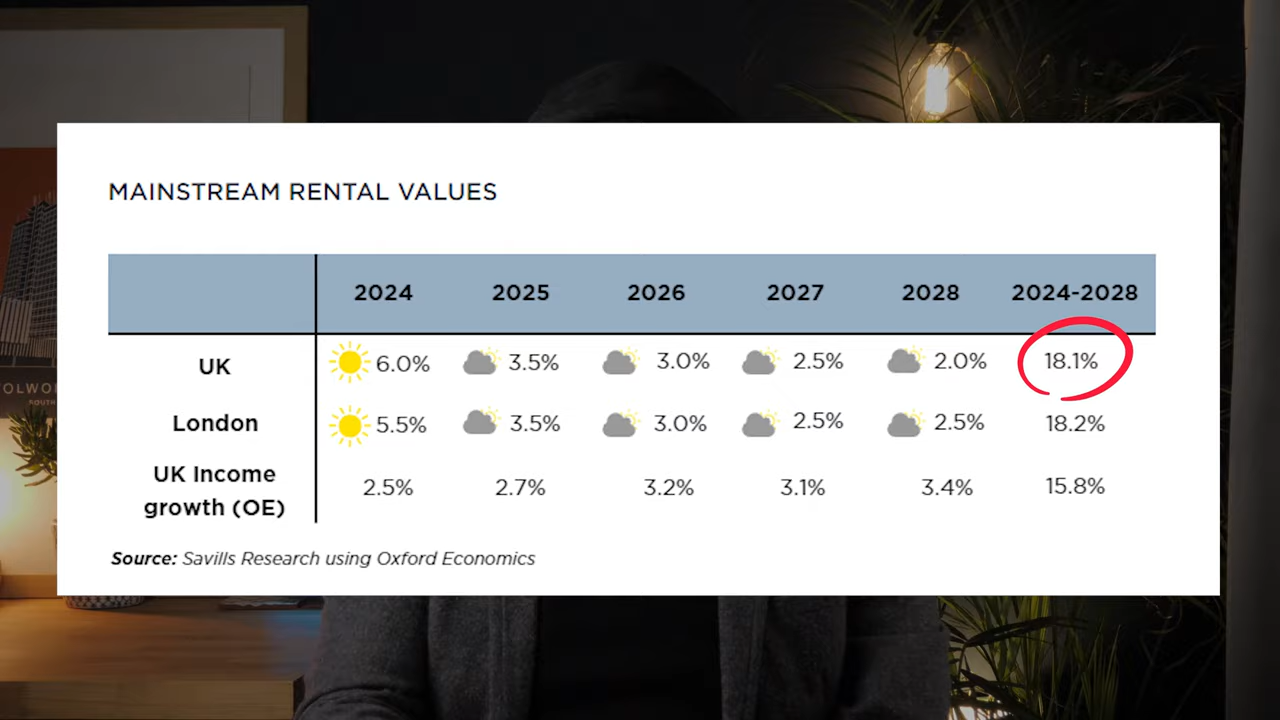 MAINSTREAM RENTAL VALUES
2024 2025 2026 2027 2028 2024-2028
UK 6.0% 3.5% 3.0% 2.5% 2.0% 18.1%
London 5.5% 3.5% 3.0% 2.5% 2.5% 18.2%
UK Income
growth (OE) 2.5% 2.7% 3.2% 3.1% 3.4% 15.8%
Source: Savills Research using Oxford Economics